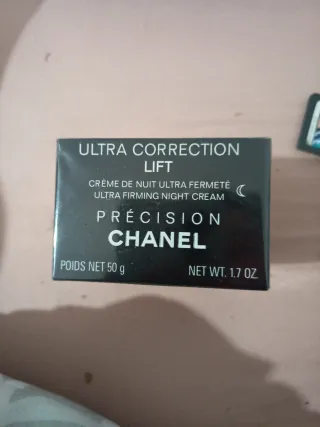 ULTRA CORRECTION
LIFT
CRÈME DE NUIT ULTRA FERMETÉ
ULTRA FIRMING NIGHT CREAM
PRÉCISION
CHANEL
POIDS NET 50 g
NET WT. 1.7 OZ.